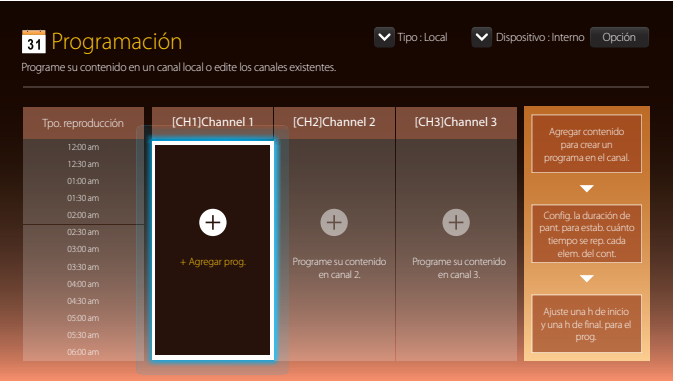 31 Programación
Tipo : Local
Dispositivo : Interno
Opción
Programe su contenido en un canal local o edite los canales existentes.
Tpo. reproducción
[CH1]Channel 1
[CH2]Channel 2
[CH3]Channel 3
12:00 am
12:30 am
01:00 am
01:30 am
02:00 am
02:30 am
03:00 am
03:30 am
04:00 am
04:30 am
05:00 am
05:30 am
06:00 am
+ Agregar prog.
Programe su contenido
en canal 2.
Programe su contenido
en canal 3.
Agregar contenido
para crear un
programa en el canal.
Config. la duración de
pant. para estab. cuánto
tiempo se rep. cada
elem. del cont.
Ajuste una h de inicio
y una h de final. para el
prog.